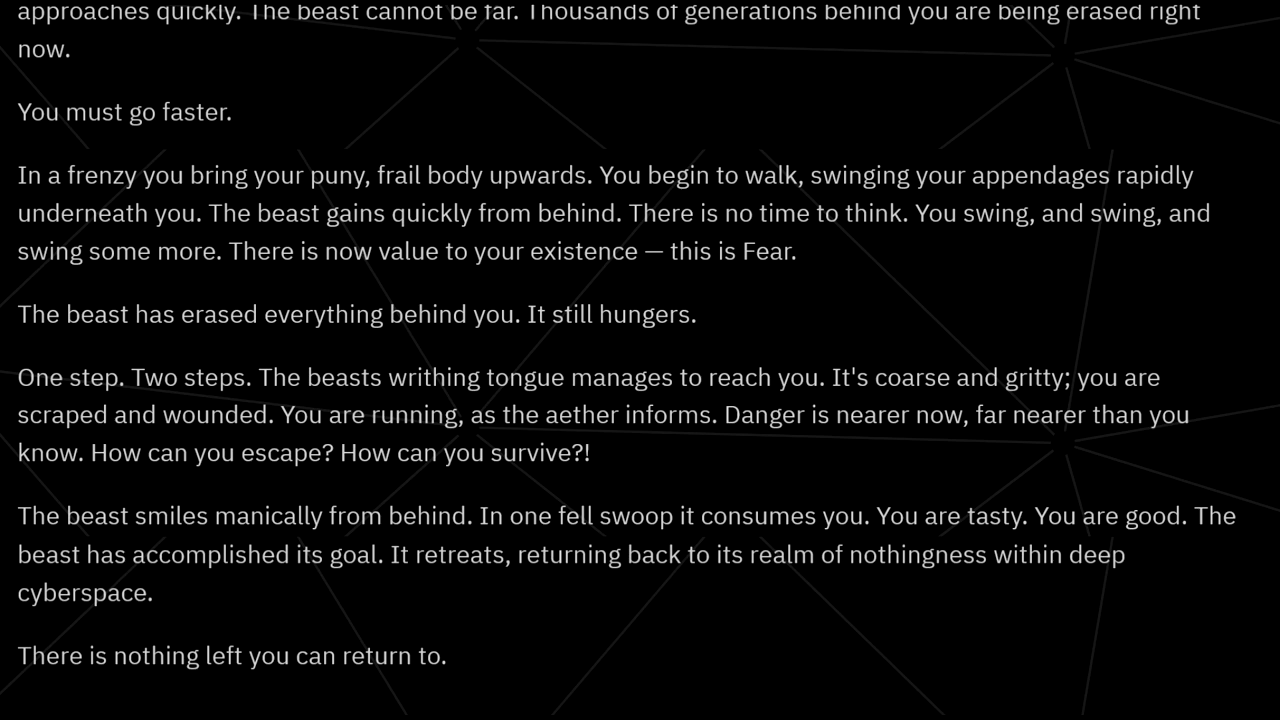 approaches quickly. The beast cannot be far. Thousands of generations behind you are being erased right
now.
You must go faster.
In a frenzy you bring your puny, frail body upwards. You begin to walk, swinging your appendages rapidly
underneath you. The beast gains quickly from behind. There is no time to think. You swing, and swing, and
swing some more. There is now value to your existence — this is Fear.
The beast has erased everything behind you. It still hungers.
One step. Two steps. The beasts writhing tongue manages to reach you. It's coarse and gritty; you are
scraped and wounded. You are running, as the aether informs. Danger is nearer now, far nearer than you
know. How can you escape? How can you survive?!
The beast smiles manically from behind. In one fell swoop it consumes you. You are tasty. You are good. The
beast has accomplished its goal. It retreats, returning back to its realm of nothingness within deep
cyberspace.
There is nothing left you can return to.